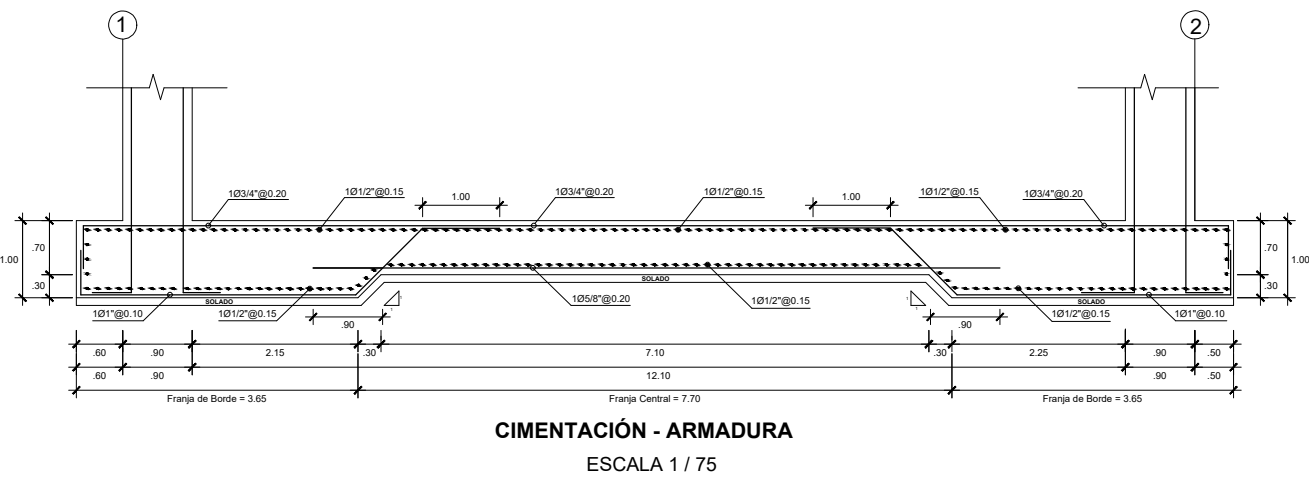 1
2
1Ø3/4"@0.20
1Ø1/2"@0.15
1.00
1Ø3/4"@0.20
1Ø1/2"@0.15
1.00
1Ø1/2"@0.15
1Ø3/4"@0.20
1.00
.70
.30
.70
.30
1.00
SOLADO
SOLADO
SOLADO
1Ø1"@0.10
1Ø1/2"@0.15
.90
1
1
1Ø5/8"@0.20
1Ø1/2"@0.15
1
1
.90
1Ø1/2"@0.15
1Ø1"@0.10
.60
.90
2.15
.30
7.10
.30
2.25
.90
.50
.60
.90
12.10
.90
.50
Franja de Borde = 3.65
Franja Central = 7.70
Franja de Borde = 3.65
CIMENTACIÓN - ARMADURA
ESCALA 1 / 75